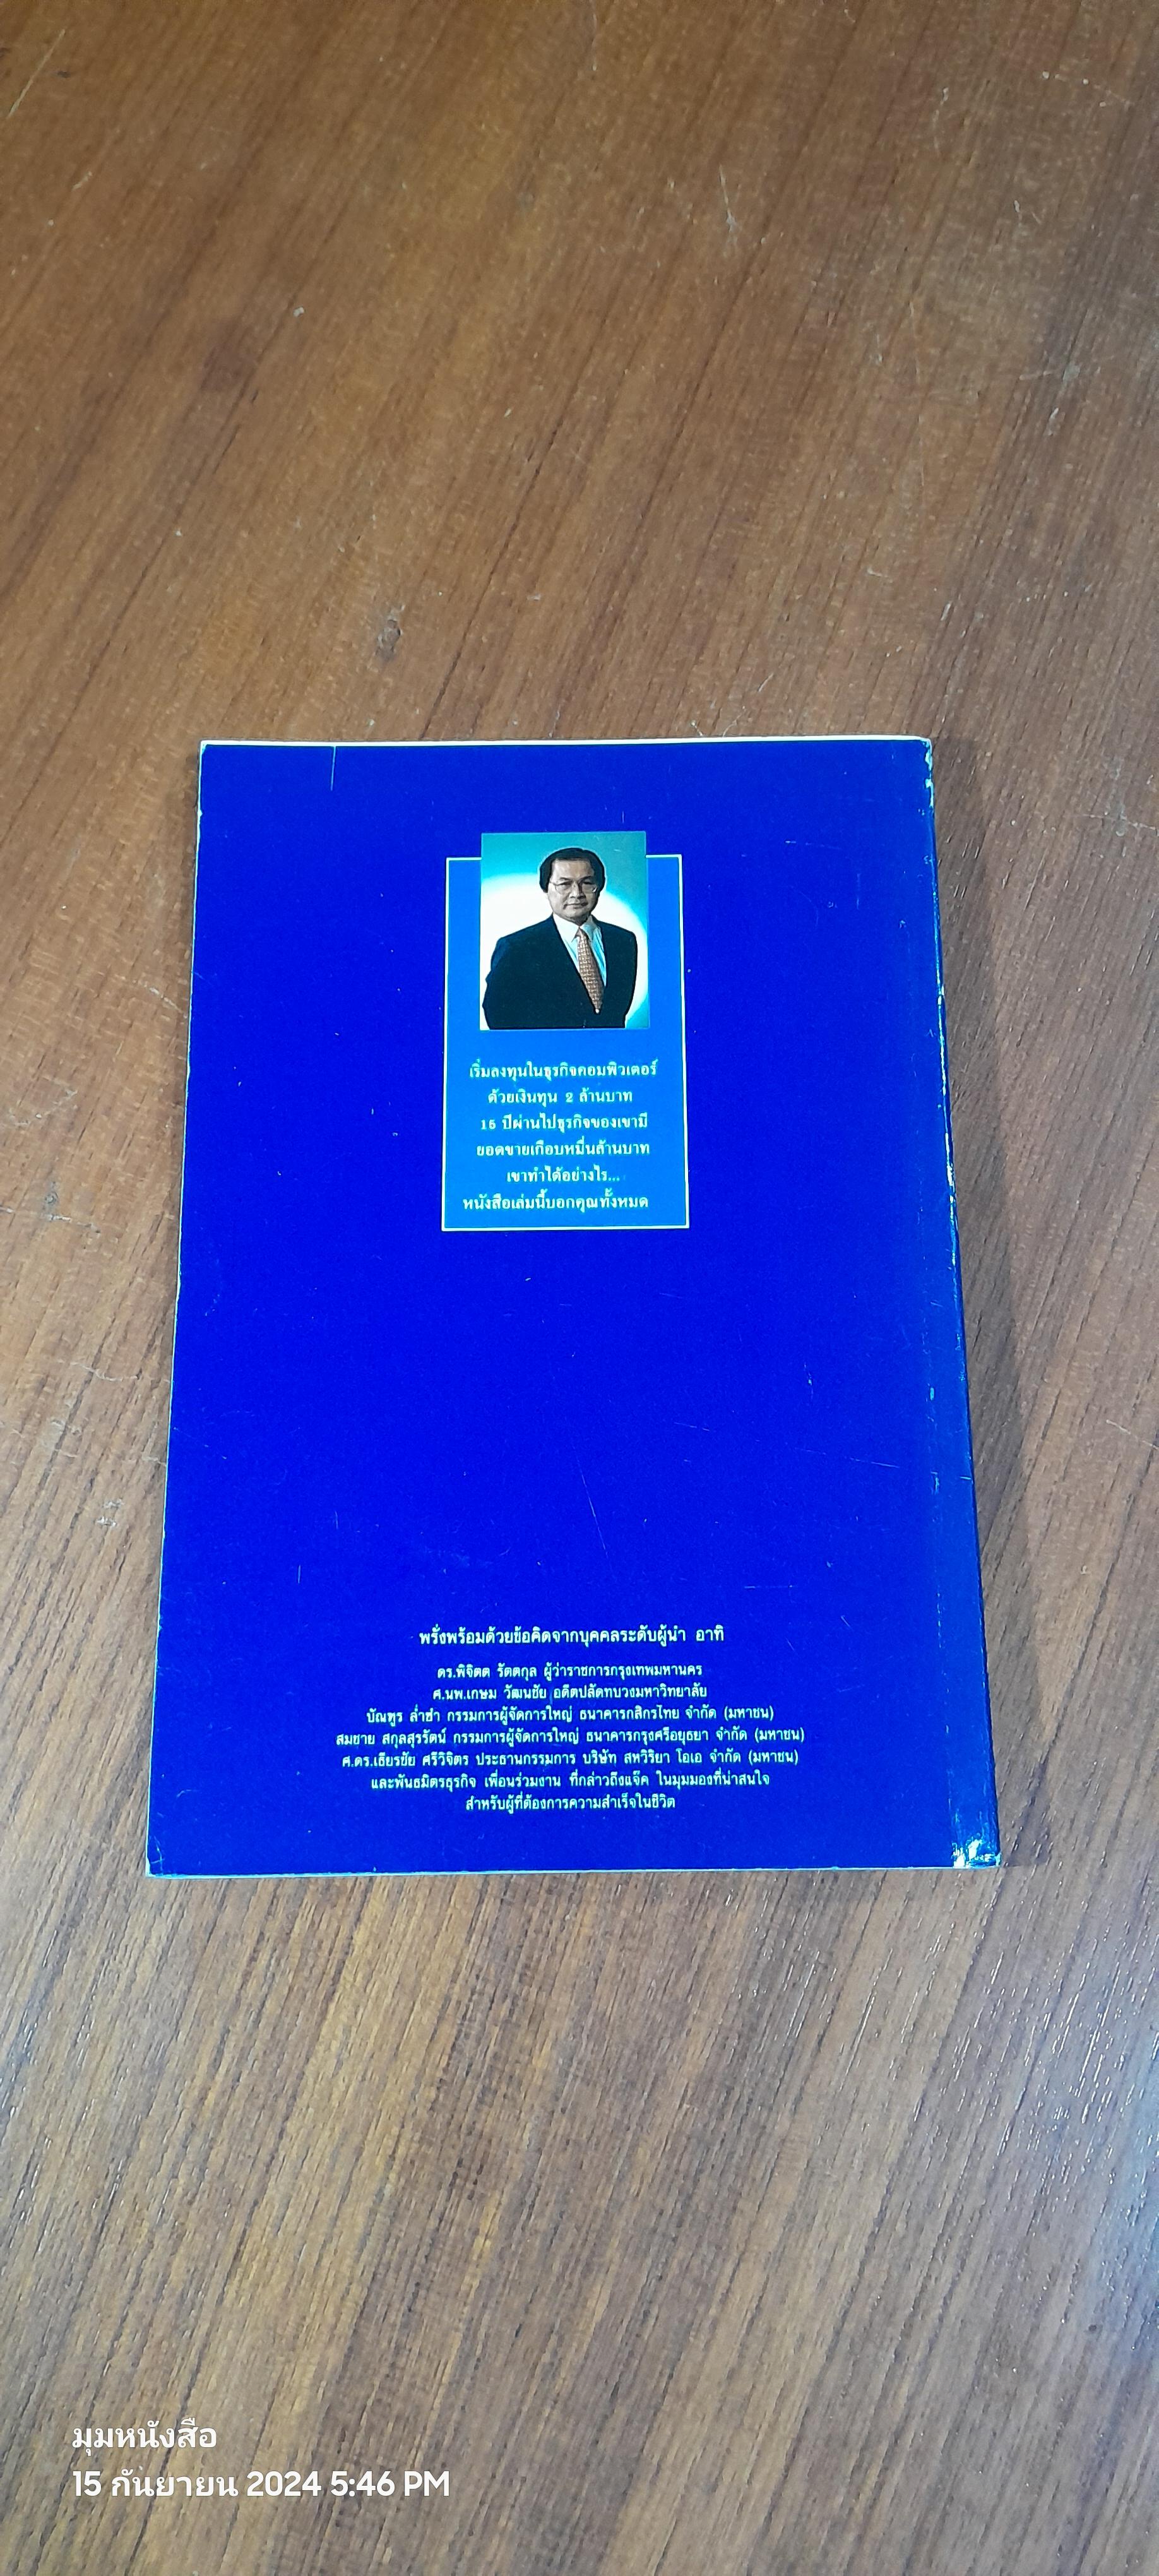 เริ่มลงทุนในธุรกิจคอมพิวเตอร์
ด้วยเงินทุน 2 ล้านบาท
15 ปีผ่านไปธุรกิจของเขามี
ยอดขายเกือบหมื่นล้านบาท
เขาทำได้อย่างไร...
หนังสือเล่มนี้บอกคุณทั้งหมด
พรั่งพร้อมด้วยข้อคิดจากบุคคลระดับผู้นำ อาทิ
ดร.พิจิตต รัตตกุล ผู้ว่าราชการกรุงเทพมหานคร
ศ.นพ.เกษม วัฒนชัย อดีตปลัดทบวงมหาวิทยาลัย
บัณฑูร ล่ำซำ กรรมการผู้จัดการใหญ่ ธนาคารกสิกรไทย จำกัด (มหาชน)
สมชาย สกุลสุรรัตน์ กรรมการผู้จัดการใหญ่ ธนาคารกรุงศรีอยุธยา จำกัด (มหาชน)
ศ.ดร.เธียรชัย ศรีวิจิตร ประธานกรรมการ บริษัท สหวิริยา โอเอ จำกัด (มหาชน)
และพันธมิตรธุรกิจ เพื่อนร่วมงาน ที่กล่าวถึงแจ๊ค ในมุมมองที่น่าสนใจ
สำหรับผู้ที่ต้องการความสำเร็จในชีวิต
มุมหนังสือ
15 กันยายน 2024 5:46 PM